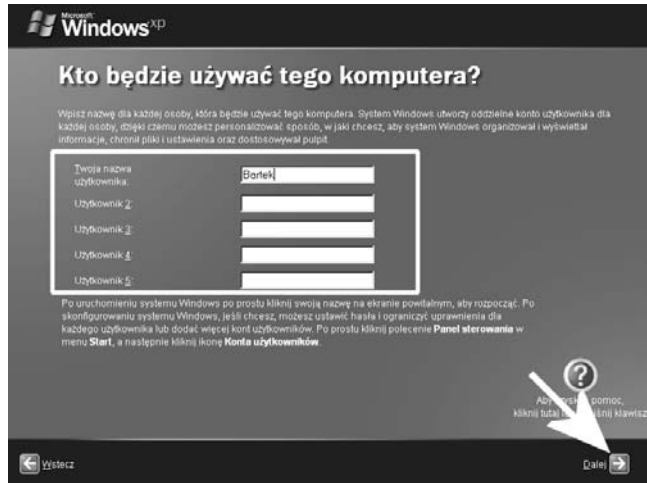 Microsoft
Windows xp
Kto będzie używać tego komputera?
Wpisz nazwę dla każdej osoby, która będzie używać tego komputera. System Windows utworzy oddzielne konto użytkownika dla
każdej osoby, dzięki czemu możesz personalizować sposób, w jaki chcesz, aby system Windows organizował i wyświetlał
informacje, chronił pliki i ustawienia oraz dostosowywał pulpit.
Twoja nazwa
użytkownika:
Bartek
Użytkownik 2:
Użytkownik 3:
Użytkownik 4:
Użytkownik 5:
Po uruchomieniu systemu Windows po prostu kliknij swoją nazwę na ekranie powitalnym, aby rozpocząć. Po
skonfigurowaniu systemu Windows, jeśli chcesz, możesz ustawić hasła i ograniczyć uprawnienia dla
każdego użytkownika lub dodać więcej kont użytkowników. Po prostu kliknij polecenie Panel sterowania w
menu Start, a następnie kliknij ikonę Konta użytkowników.
?
Aby pomoc,
kliknij tutaj klawisz
Wstecz
Dalej